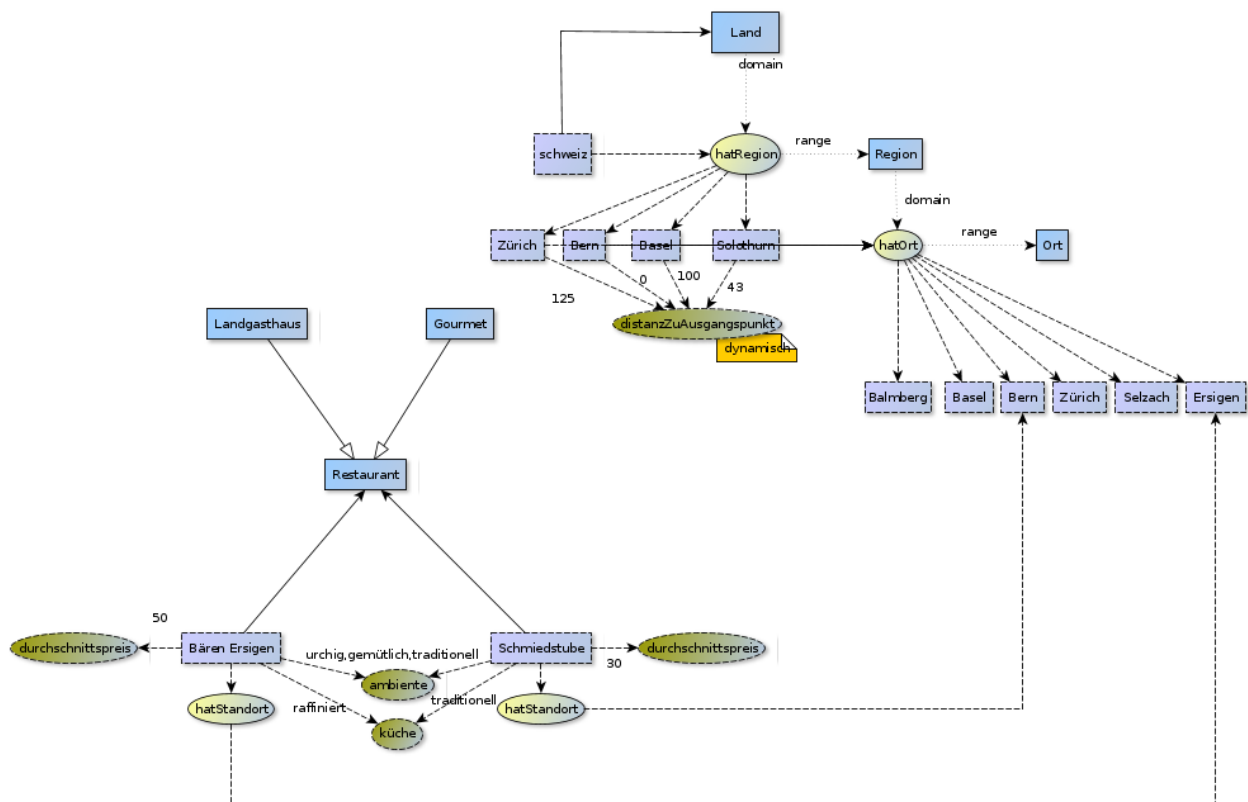 Land
domain
schweiz
hatRegion
range
Region
domain
Zürich
Bern
Basel
Solothurn
hatOrt
range
Ort
0
100
43
125
Landgasthaus
Gourmet
distanzZuAusgangspunkt
dynamisch
Balmberg
Basel
Bern
Zürich
Selzach
Ersigen
Restaurant
50
durchschnittspreis
Bären Ersigen
urchig,gemütlich,traditionell
Schmiedstube
30
durchschnittspreis
ambiente
hatStandort
raffiniert
traditionell
hatStandort
küche